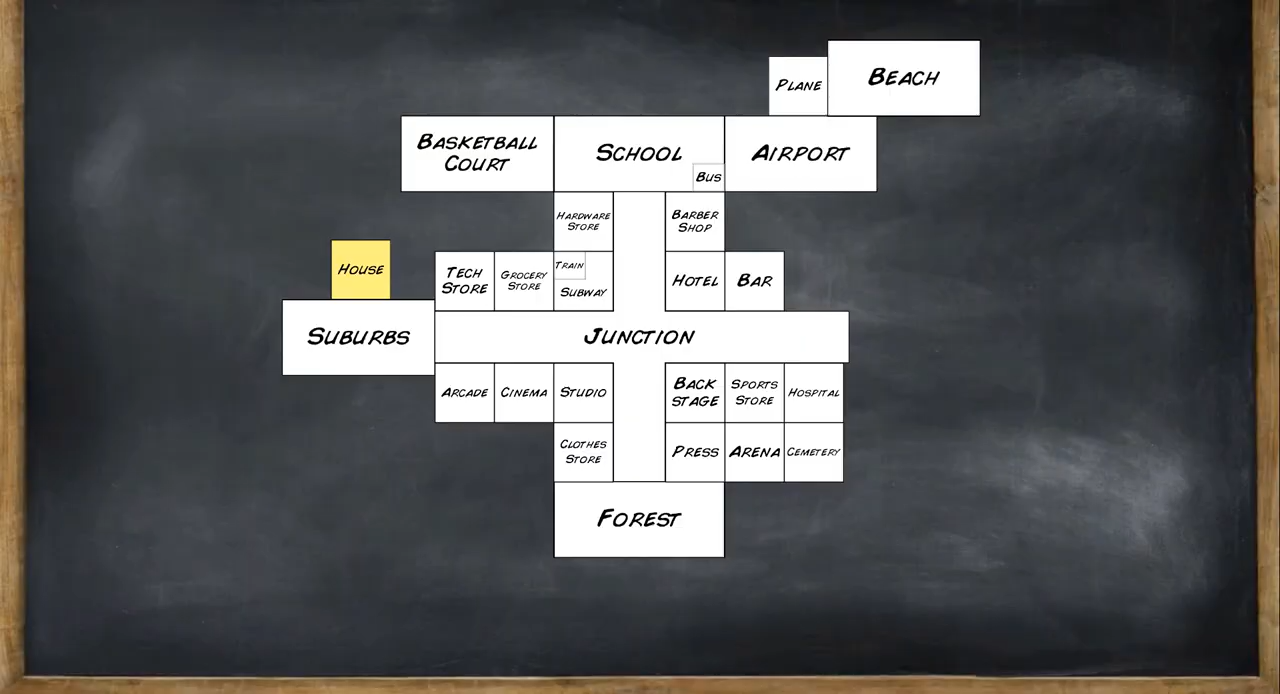 PLANE
BEACH
BASKETBALL
COURT
SCHOOL
AIRPORT
BUS
HARDWARE
STORE
BARBER
SHOP
HOUSE
TECH
STORE
GROCERY
STORE
TRAIN
SUBWAY
HOTEL
BAR
SUBURBS
JUNCTION
ARCADE
CINEMA
STUDIO
BACK
STAGE
SPORTS
STORE
HOSPITAL
CLOTHES
STORE
PRESS
ARENA
CEMETERY
FOREST